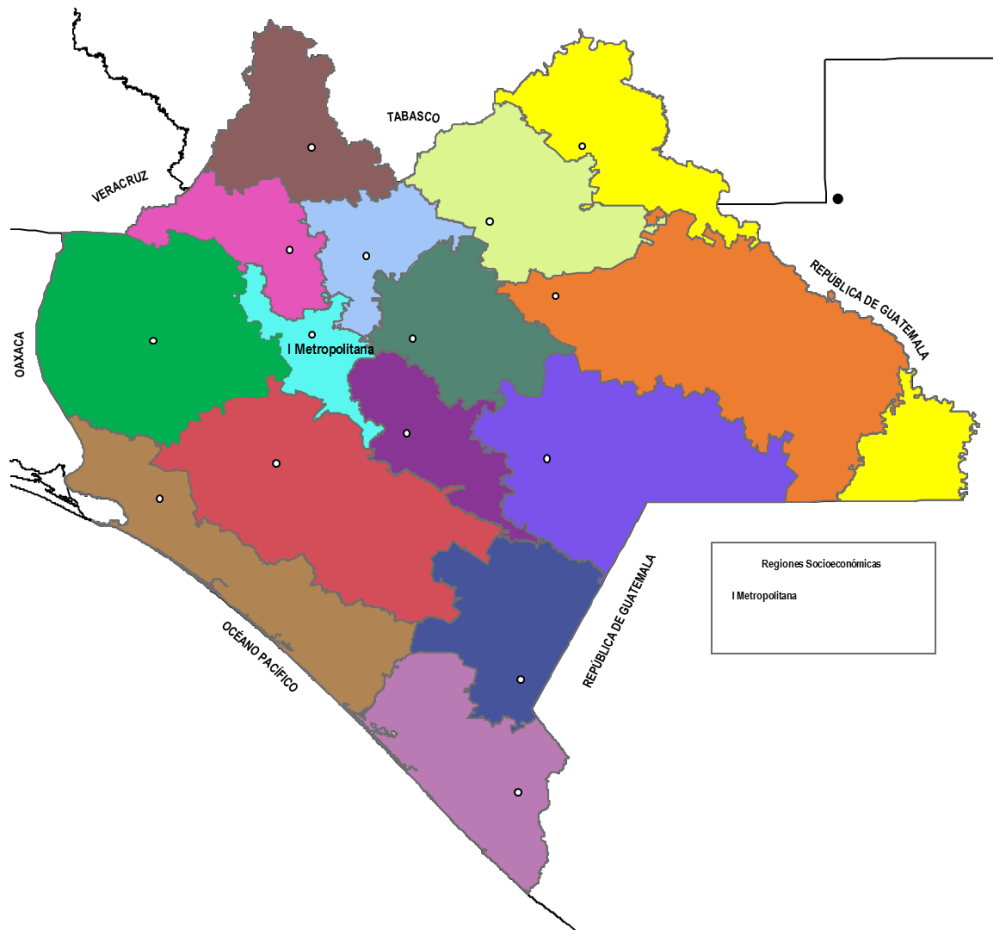 TABASCO
VERACRUZ
REPÚBLICA DE GUATEMALA
OAXACA
I Metropolitana
Regiones Socioeconómicas
I Metropolitana
REPÚBLICA DE GUATEMALA
OCÉANO PACÍFICO